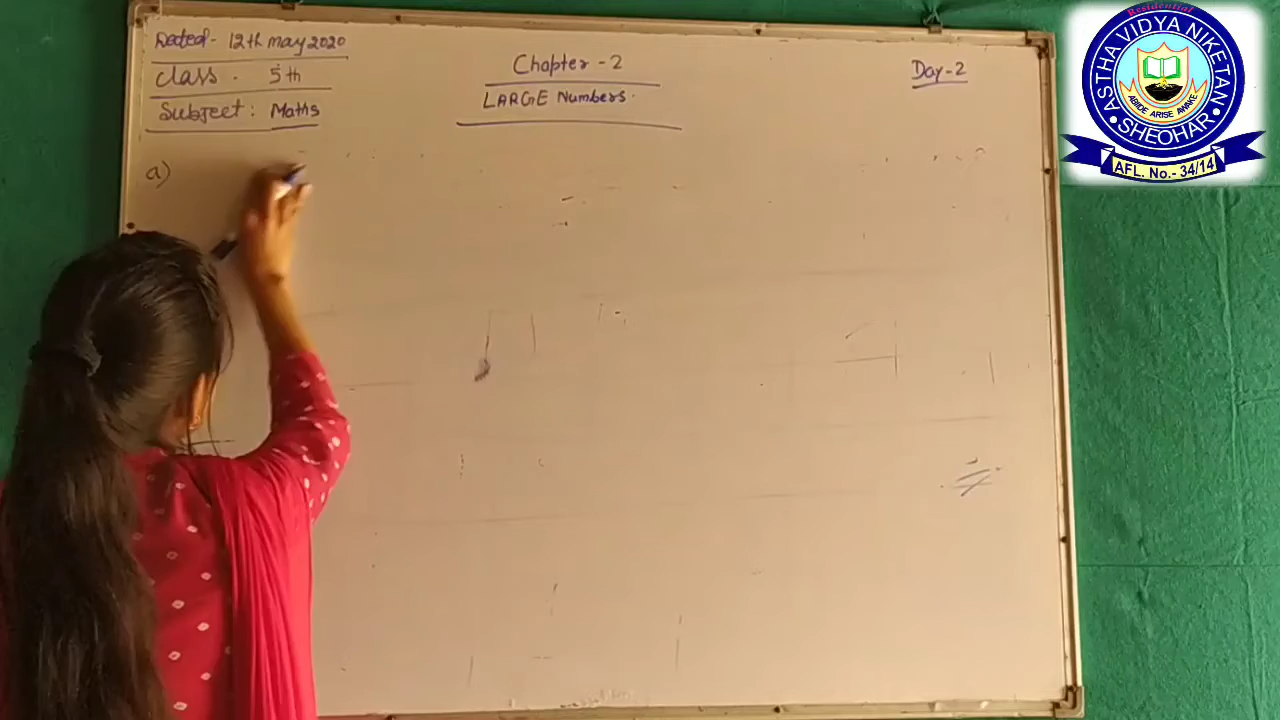 Dated- 12th may 2020
Class . 5th
Subject : Maths
Chapter - 2
LARGE Numbers.
Day-2
a)
Residential
ASTHA VIDYA NIKETAN
ABIDE ARISE AWAKE
SHEOHAR
AFL. No.- 34/14